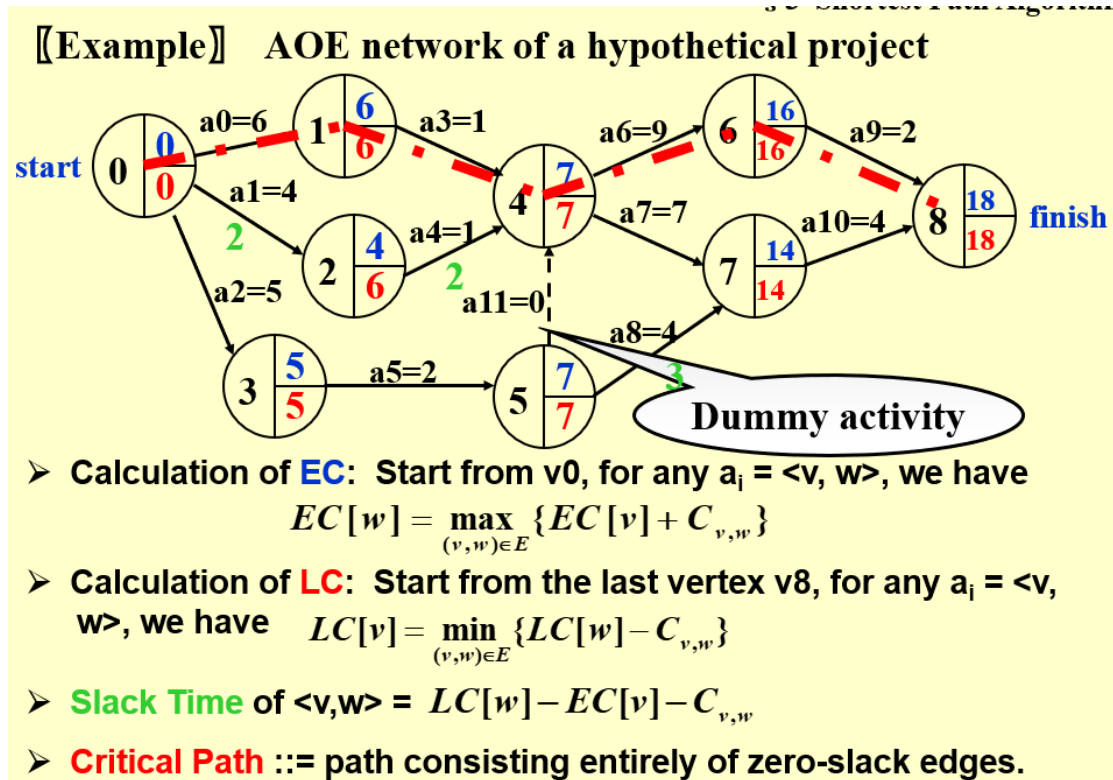 §3 Shortest Path Algorithm
〖Example〗 AOE network of a hypothetical project
start
0
0
0
a0=6
1
6
6
a3=1
a1=4
2
2
4
6
a4=1
2
a2=5
3
5
5
a5=2
4
7
7
a11=0
5
7
7
a6=9
6
16
16
a9=2
a7=7
7
14
14
a10=4
a8=4
3
8
18
18
finish
Dummy activity
➢ Calculation of EC: Start from v0, for any aᵢ = <v, w>, we have
EC[w] = max {EC[v] + C v,w}
(v,w)∈E
➢ Calculation of LC: Start from the last vertex v8, for any aᵢ = <v,
w>, we have LC[v] = min {LC[w] − C v,w}
(v,w)∈E
➢ Slack Time of <v,w> = LC[w] − EC[v] − C v,w
➢ Critical Path ::= path consisting entirely of zero-slack edges.